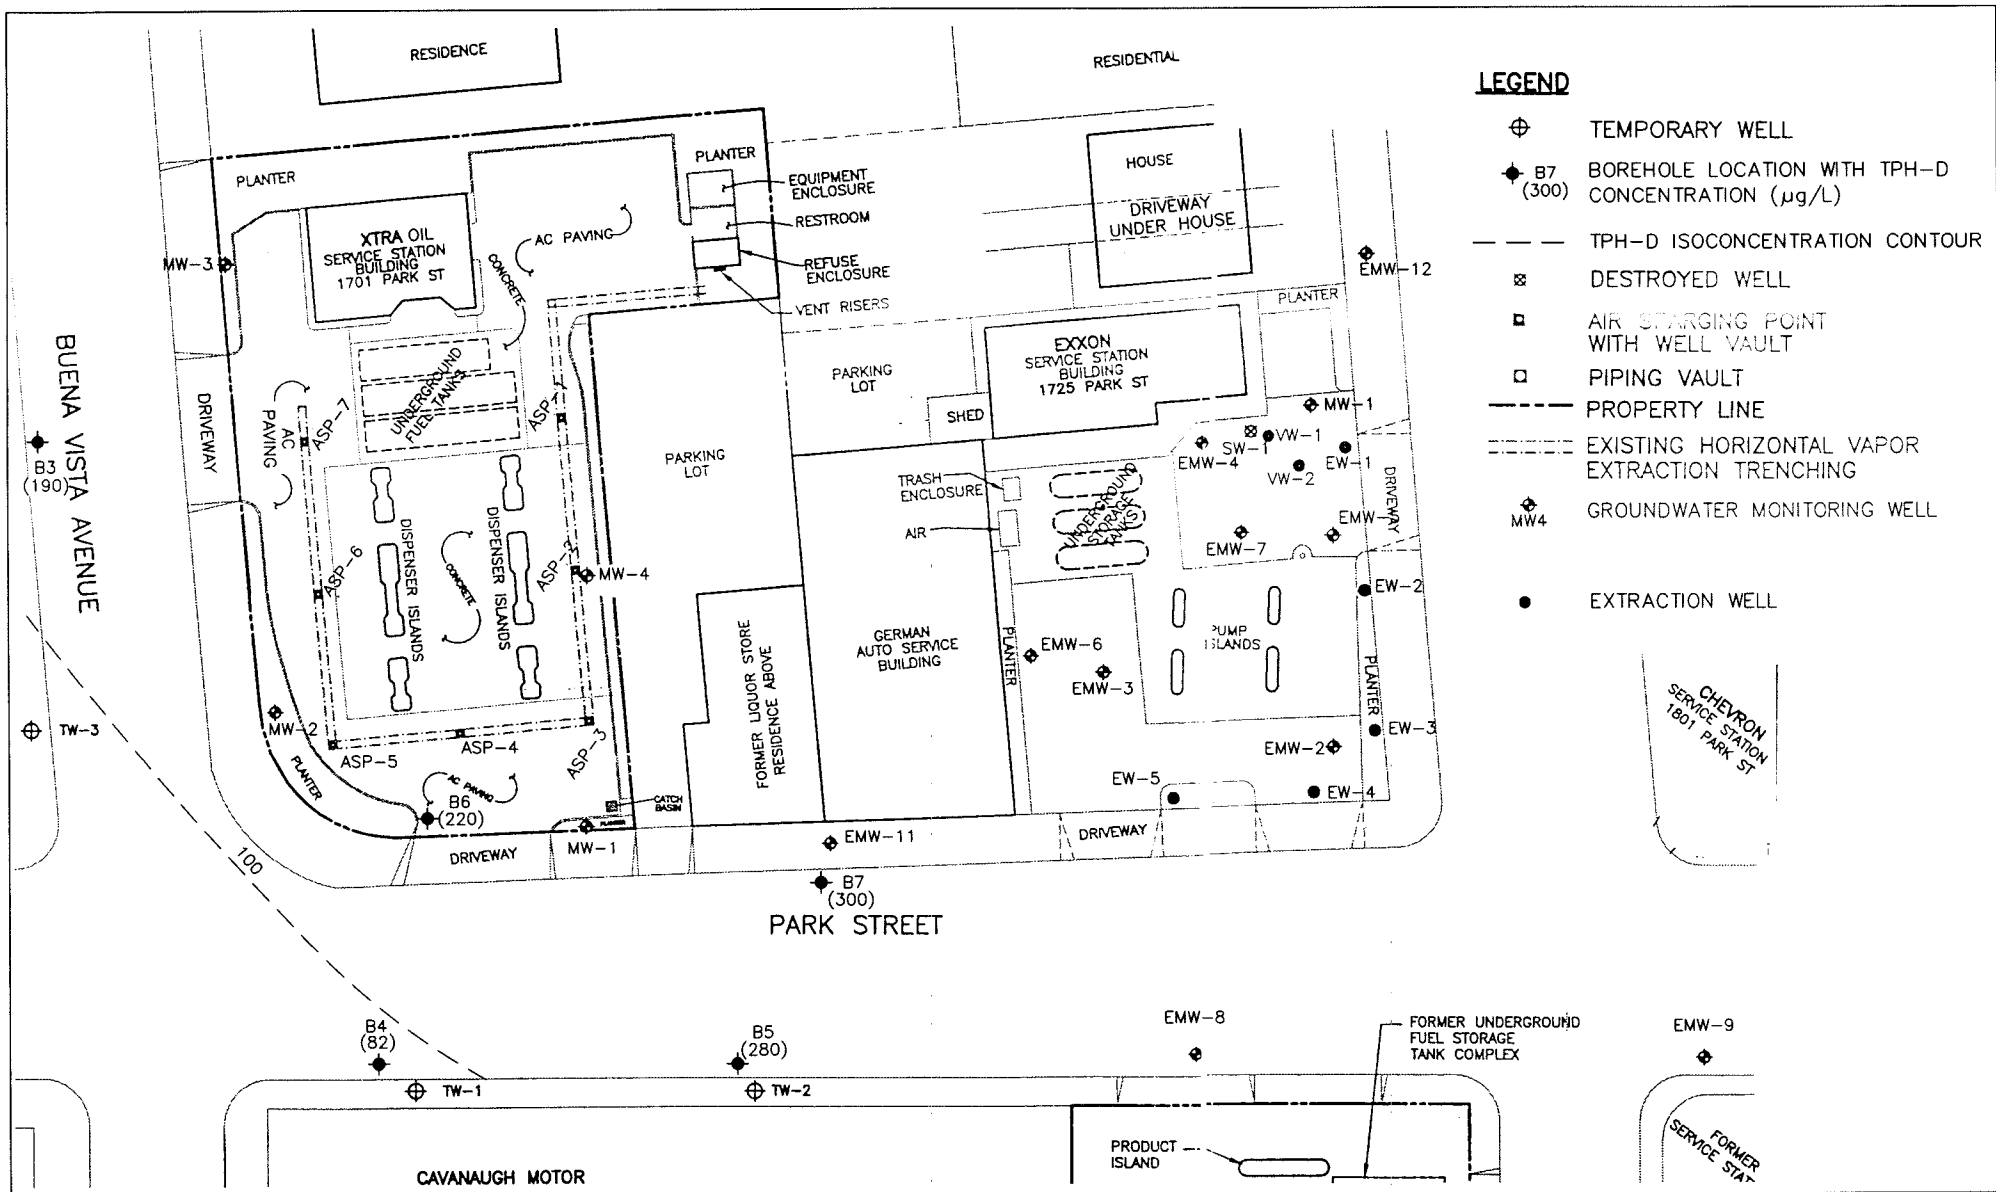 RESIDENCE
RESIDENTIAL
LEGEND
TEMPORARY WELL
B7
(300)
BOREHOLE LOCATION WITH TPH-D
CONCENTRATION (µg/L)
TPH-D ISOCONCENTRATION CONTOUR
DESTROYED WELL
AIR SPARGING POINT
WITH WELL VAULT
PIPING VAULT
PROPERTY LINE
EXISTING HORIZONTAL VAPOR
EXTRACTION TRENCHING
MW4
GROUNDWATER MONITORING WELL
EXTRACTION WELL
PLANTER
PLANTER
EQUIPMENT
ENCLOSURE
RESTROOM
REFUSE
ENCLOSURE
VENT RISERS
AC PAVING
CONCRETE
XTRA OIL
SERVICE STATION
BUILDING
1701 PARK ST
MW-3
HOUSE
DRIVEWAY
UNDER HOUSE
EMW-12
PLANTER
EXXON
SERVICE STATION
BUILDING
1725 PARK ST
PARKING
LOT
SHED
BUENA VISTA AVENUE
DRIVEWAY
AC
PAVING
ASP-7
UNDERGROUND
FUEL TANKS
PARKING
LOT
MW-1
SW-1
VW-1
EMW-4
VW-2
EW-1
DRIVEWAY
B3
(190)
TRASH
ENCLOSURE
AIR
UNDERGROUND
STORAGE
TANKS
EMW-7
ASP-6
DISPENSER ISLANDS
CONCRETE
DISPENSER ISLANDS
MW-4
EW-2
PUMP
ISLANDS
GERMAN
AUTO SERVICE
BUILDING
PLANTER
EMW-6
EMW-3
PLANTER
FORMER LIQUOR STORE
RESIDENCE ABOVE
CHEVRON
SERVICE STATION
1801 PARK ST
TW-3
MW-2
ASP-5
ASP-4
ASP-3
EMW-2
EW-3
EW-5
EW-4
PLANTER
AC PAVING
B6
(220)
CATCH
BASIN
PLANTER
MW-1
DRIVEWAY
EMW-11
DRIVEWAY
100
B7
(300)
PARK STREET
B4
(82)
B5
(280)
EMW-8
FORMER UNDERGROUND
FUEL STORAGE
TANK COMPLEX
EMW-9
TW-1
TW-2
PRODUCT
ISLAND
CAVANAUGH MOTOR
FORMER
SERVICE